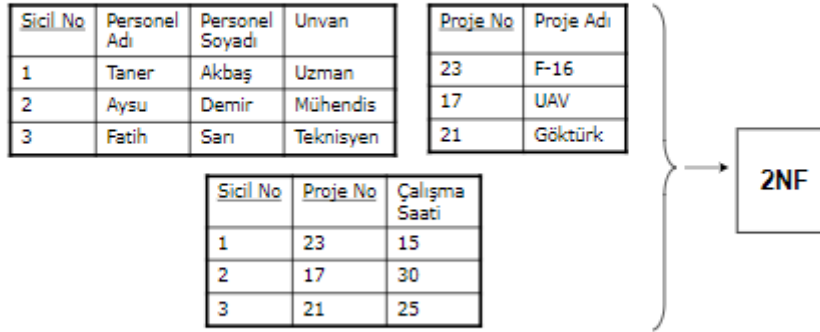 Sicil No Personel Adı Personel Soyadı Unvan
1 Taner Akbaş Uzman
2 Aysu Demir Mühendis
3 Fatih Sarı Teknisyen
Proje No Proje Adı
23 F-16
17 UAV
21 Göktürk
Sicil No Proje No Çalışma Saati
1 23 15
2 17 30
3 21 25
2NF